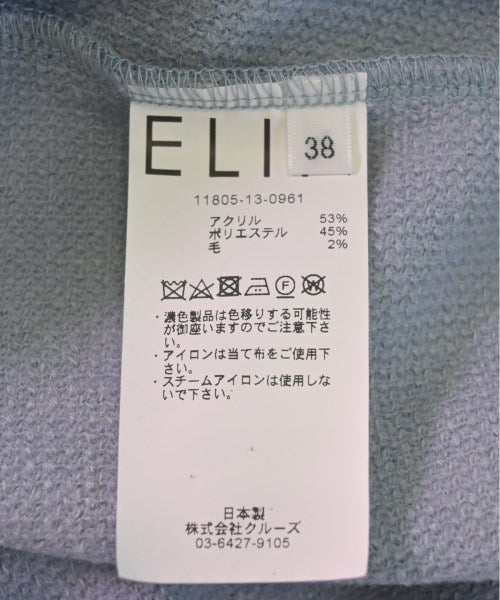 ELI
38
11805-13-0961
アクリル 53%
ポリエステル 45%
毛 2%
・濃色製品は色移りする可能性
が御座いますのでご注意下さ
い。
・アイロンは当て布をご使用下
さい。
・スチームアイロンは使用しな
いで下さい。
日本製
株式会社クルーズ
03-6427-9105